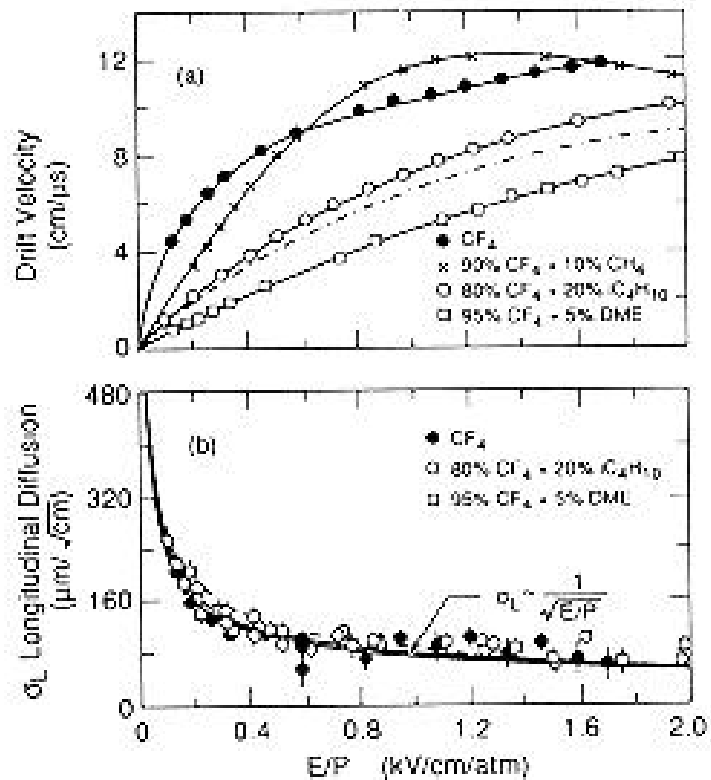 (a)
12
8
4
0
Drift Velocity
(cm/μs)
● CF₄
× 90% CF₄ + 10% CH₄
○ 80% CF₄ + 20% iC₄H₁₀
□ 95% CF₄ + 5% DME
(b)
480
320
160
0
σL Longitudinal Diffusion
(μm/√cm)
● CF₄
○ 80% CF₄ + 20% iC₄H₁₀
□ 95% CF₄ + 5% DME
σL ~ 1/√E/P
0 0.4 0.8 1.2 1.6 2.0
E/P (kV/cm/atm)